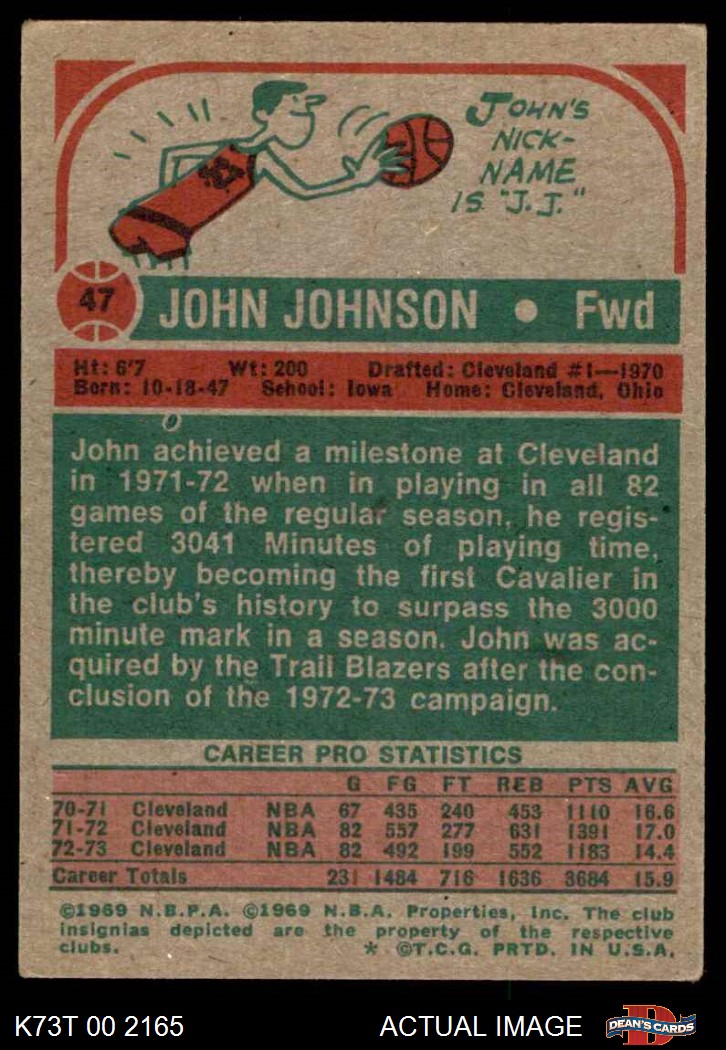 JOHN'S
NICK-
NAME
IS "J.J."
47
JOHN JOHNSON • Fwd
Ht: 6'7 Wt: 200 Drafted: Cleveland #1—1970
Born: 10-18-47 School: Iowa Home: Cleveland, Ohio
John achieved a milestone at Cleveland
in 1971-72 when in playing in all 82
games of the regular season, he regis-
tered 3041 Minutes of playing time,
thereby becoming the first Cavalier in
the club's history to surpass the 3000
minute mark in a season. John was ac-
quired by the Trail Blazers after the con-
clusion of the 1972-73 campaign.
CAREER PRO STATISTICS
G FG FT REB PTS AVG
70-71 Cleveland NBA 67 435 240 453 1110 16.6
71-72 Cleveland NBA 82 557 277 631 1391 17.0
72-73 Cleveland NBA 82 492 199 552 1183 14.4
Career Totals 231 1484 716 1636 3684 15.9
©1969 N.B.P.A. ©1969 N.B.A. Properties, Inc. The club
insignias depicted are the property of the respective
clubs. * ©T.C.G. PRTD. IN U.S.A.
K73T 00 2165 ACTUAL IMAGE DEAN'S CARDS